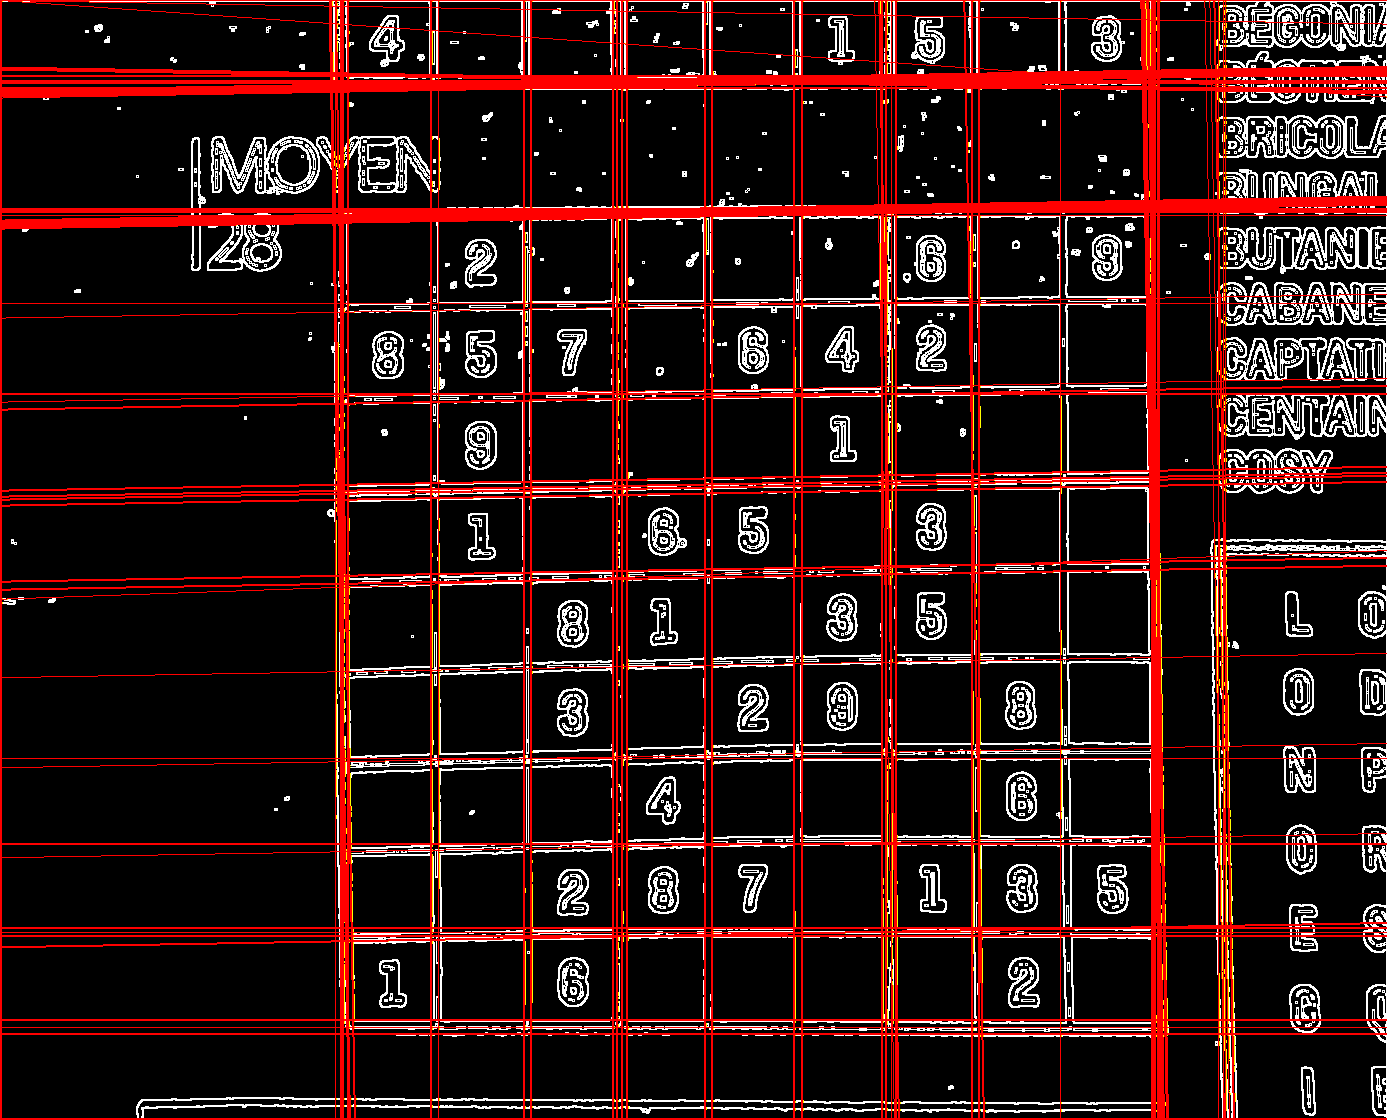 4 1 5 3
MOYEN
28
2 6 9
8 5 7 6 4 2
9 1
1 6 5 3
8 1 3 5
3 2 9 8
4 6
2 8 7 1 3 5
1 6 2
BÉGONIA
BRICOLA
BUNGAL
BUTANIE
CABANE
CAPTATI
CENTAIN
COSY
L O
O D
N P
O R
E S
G
I